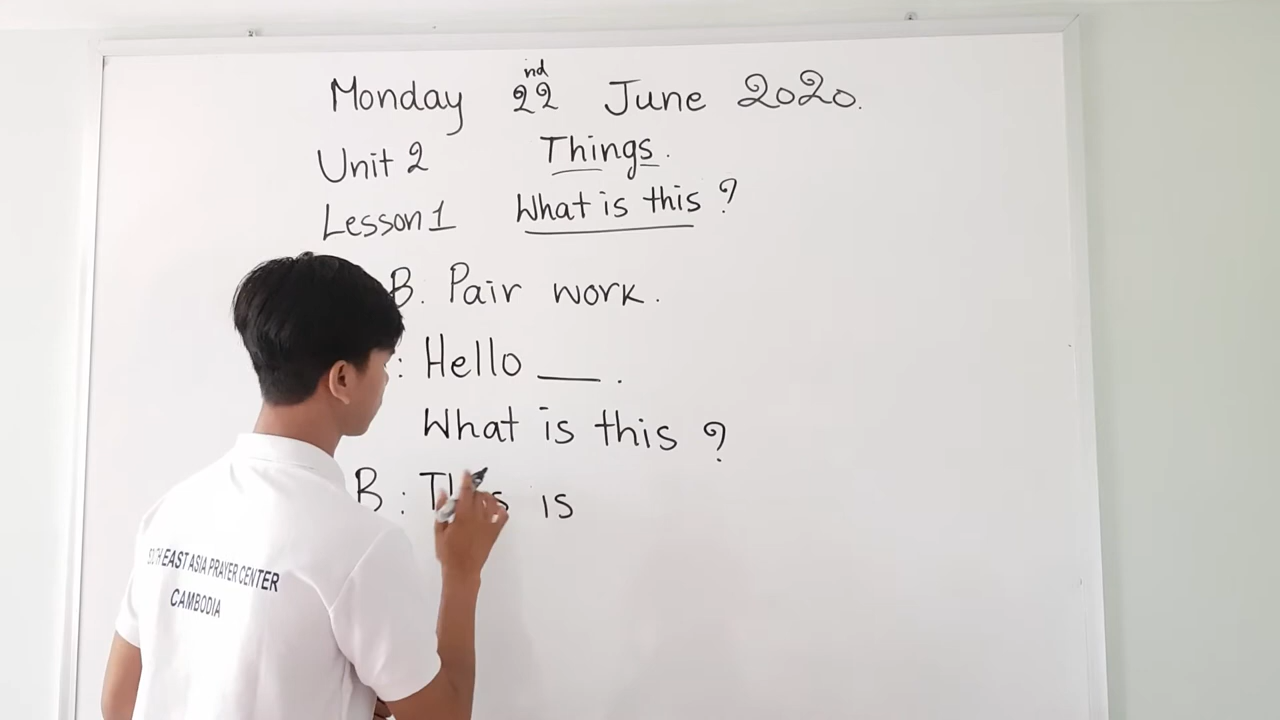 Monday 22nd June 2020.
Unit 2 Things.
Lesson 1 What is this ?
B. Pair work.
: Hello ___ .
What is this ?
B : This is
EAST ASIA PRAYER CENTER
CAMBODIA